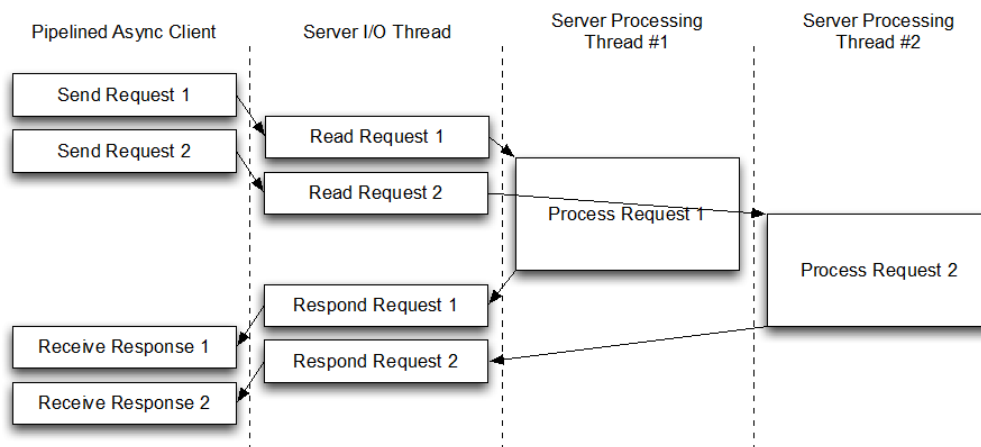 Pipelined Async Client
Server I/O Thread
Server Processing
Thread #1
Server Processing
Thread #2
Send Request 1
Send Request 2
Read Request 1
Read Request 2
Process Request 1
Process Request 2
Respond Request 1
Respond Request 2
Receive Response 1
Receive Response 2